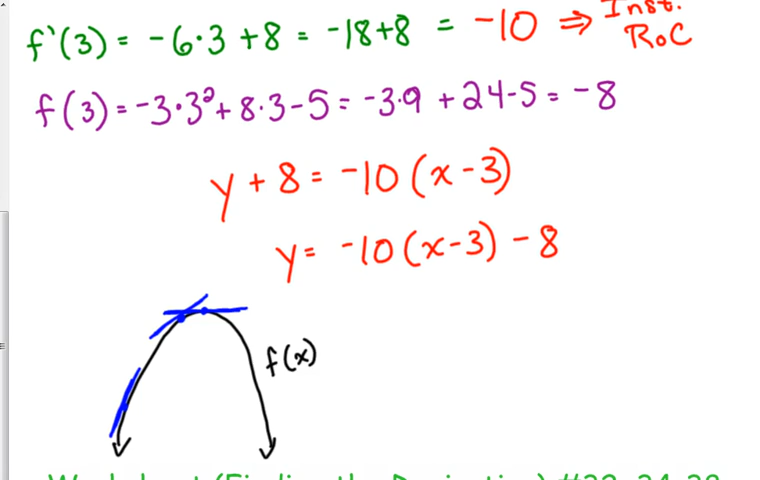 f'(3) = -6·3 + 8 = -18+8 = -10 ⇒ Inst. RoC
f(3) = -3·3² + 8·3 - 5 = -3·9 + 24 - 5 = -8
y + 8 = -10(x - 3)
y = -10(x - 3) - 8
f(x)